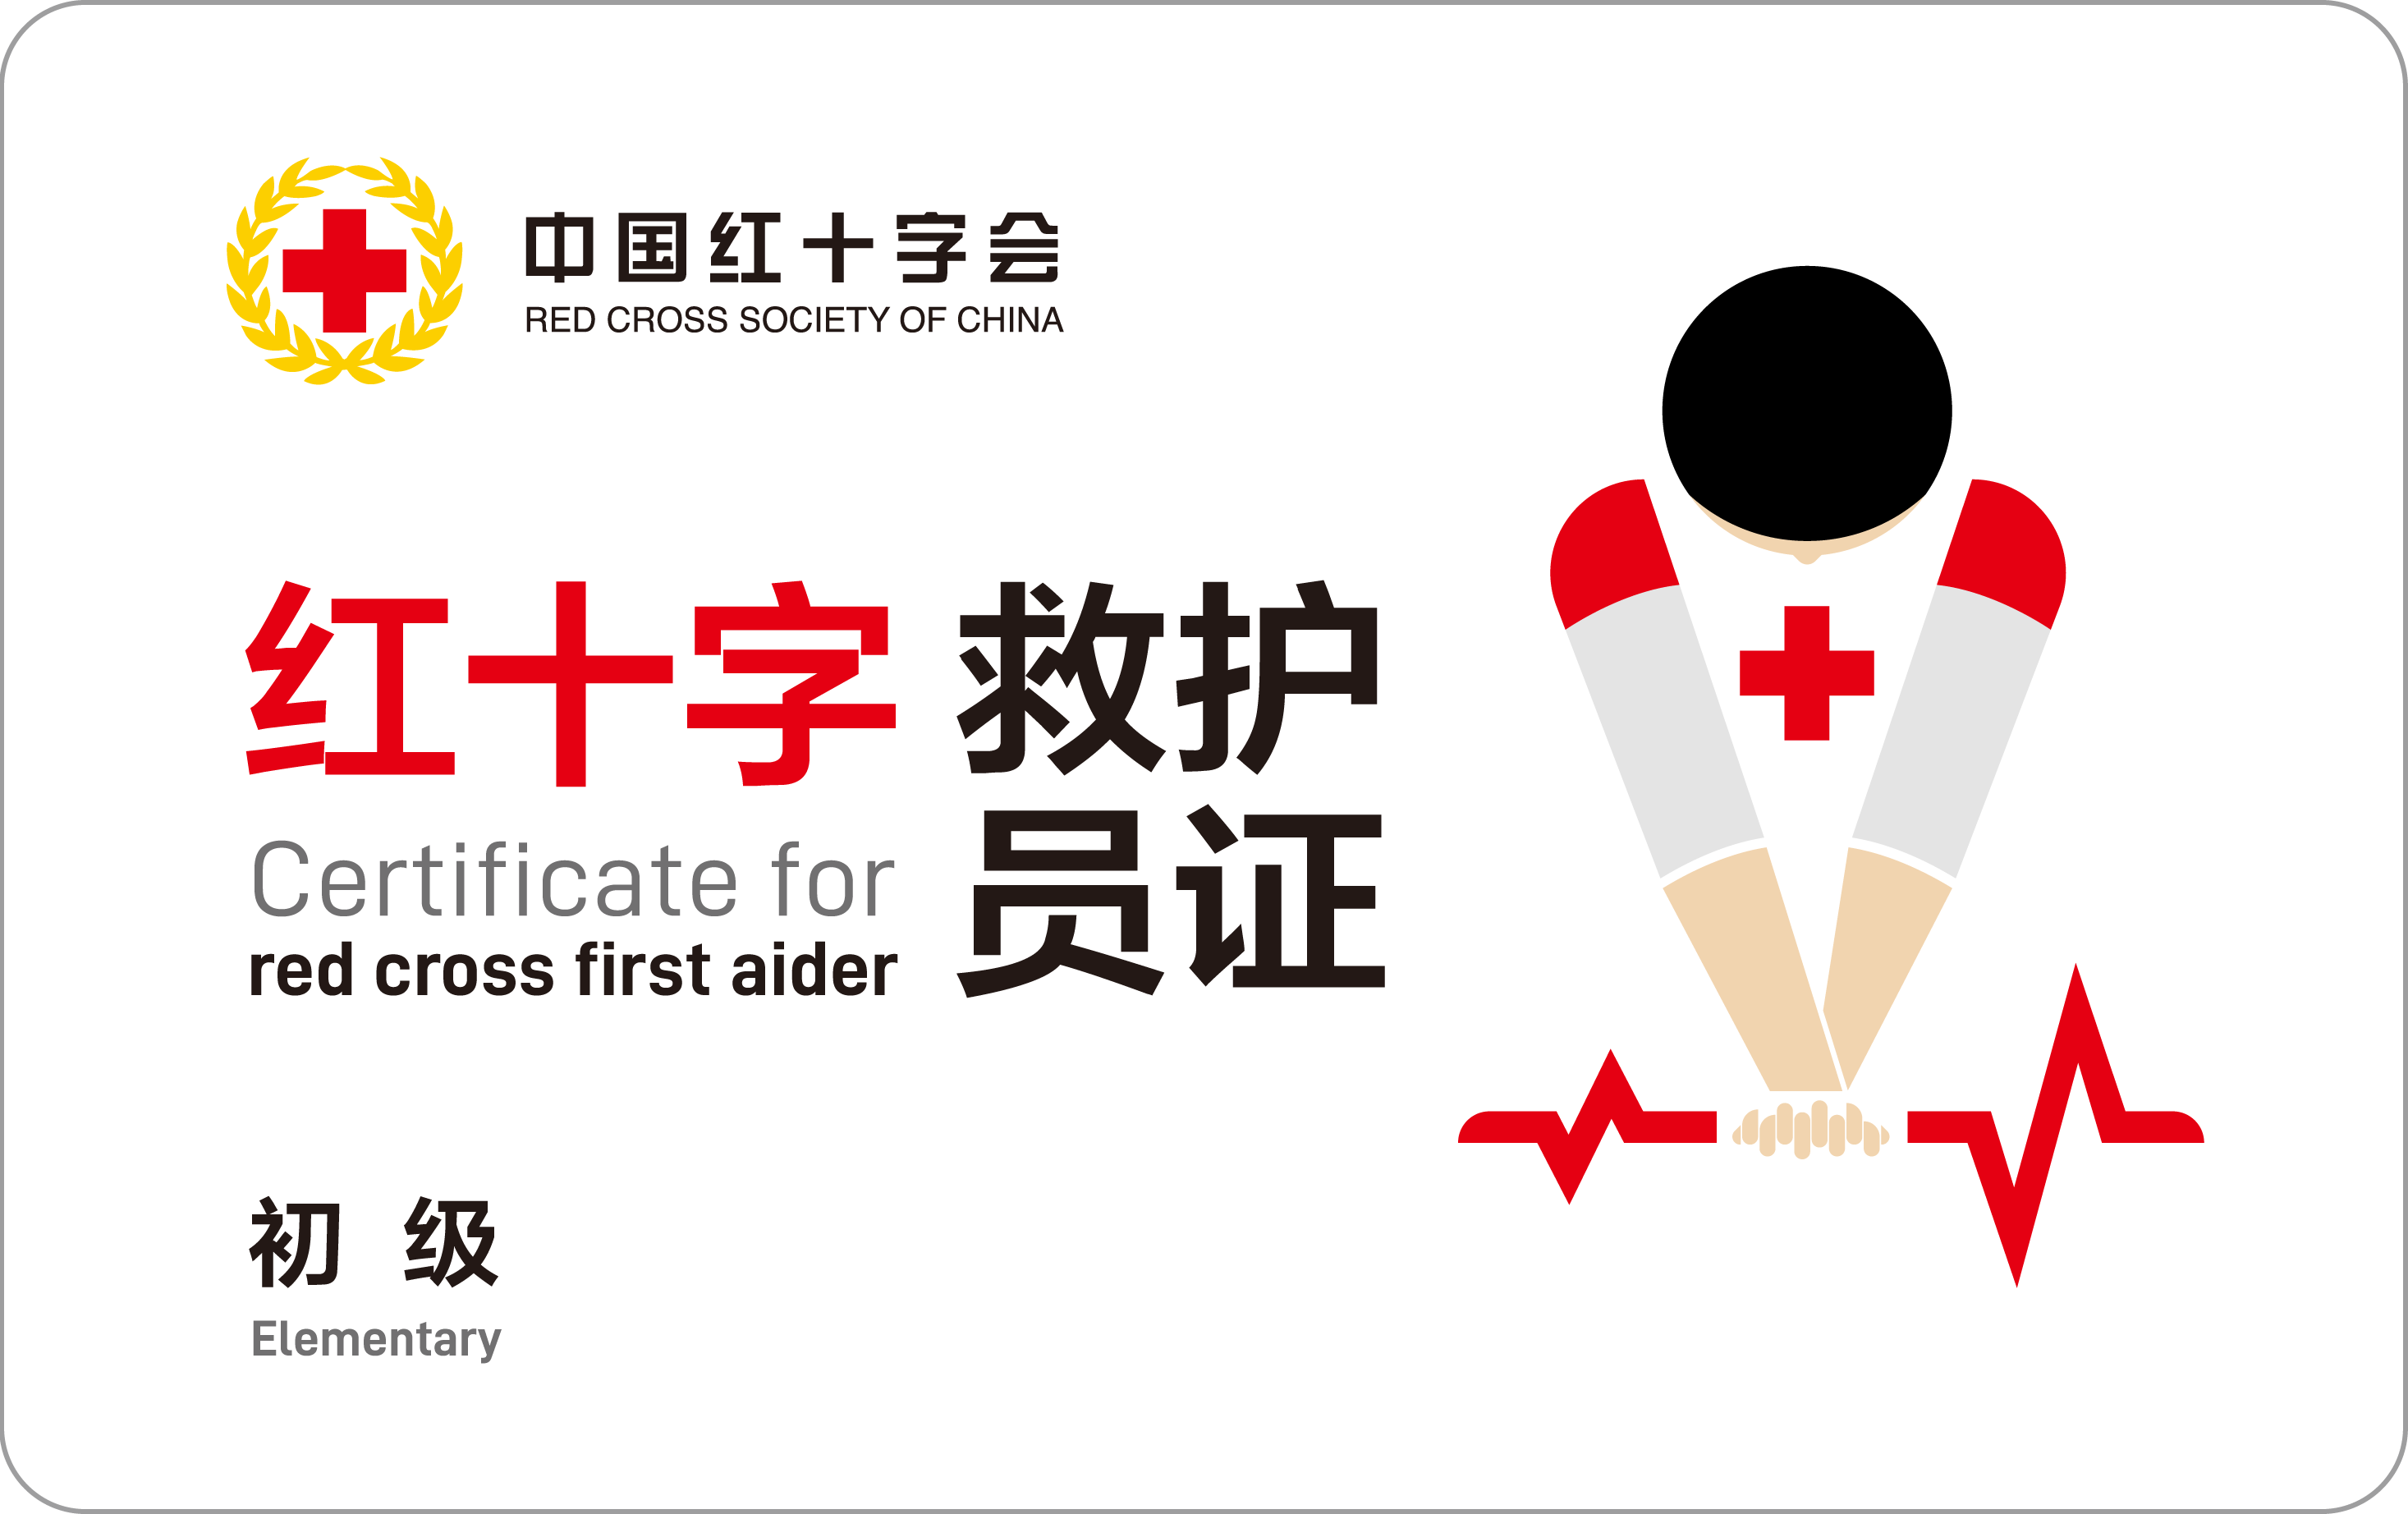 中国红十字会
RED CROSS SOCIETY OF CHINA
红十字救护
员证
Certificate for
red cross first aider
初 级
Elementary